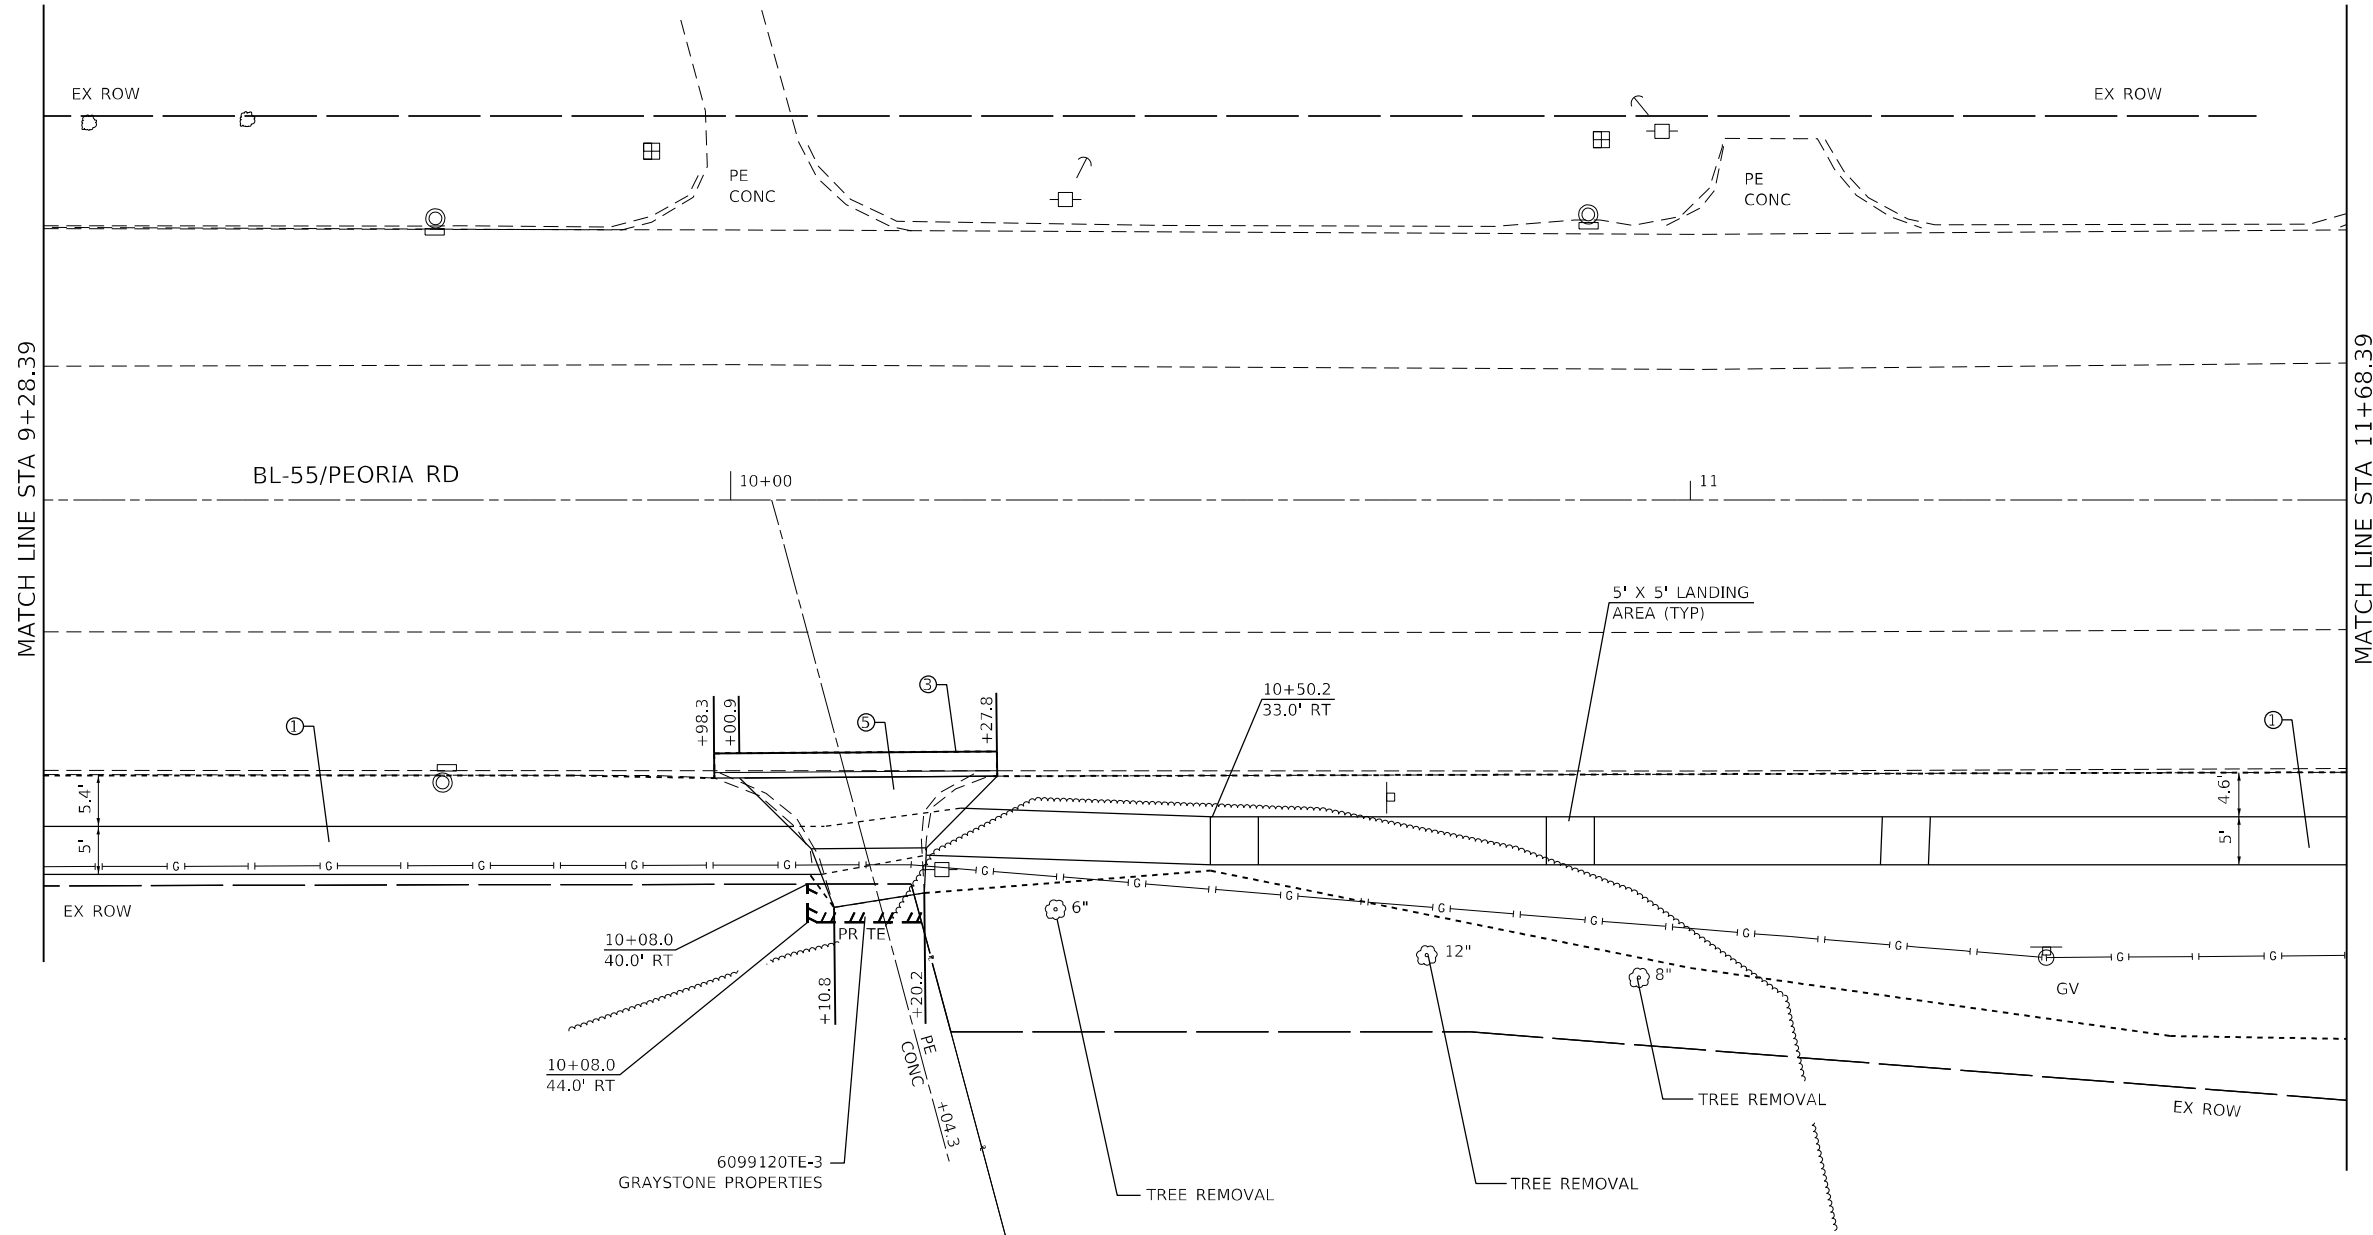 EX ROW
EX ROW
PE
CONC
PE
CONC
MATCH LINE STA 9+28.39
MATCH LINE STA 11+68.39
BL-55/PEORIA RD
10+00
11
5' X 5' LANDING
AREA (TYP)
10+50.2
33.0' RT
1
3
5
1
+98.3
+00.9
+27.8
5.4'
5'
4.6'
5'
G G G G G G G G G G G G G G
EX ROW
PR TE
10+08.0
40.0' RT
10+08.0
44.0' RT
+10.8
+20.2
PE
CONC
+04.3
6"
12"
8"
GV
TREE REMOVAL
EX ROW
6099120TE-3
GRAYSTONE PROPERTIES
TREE REMOVAL
TREE REMOVAL